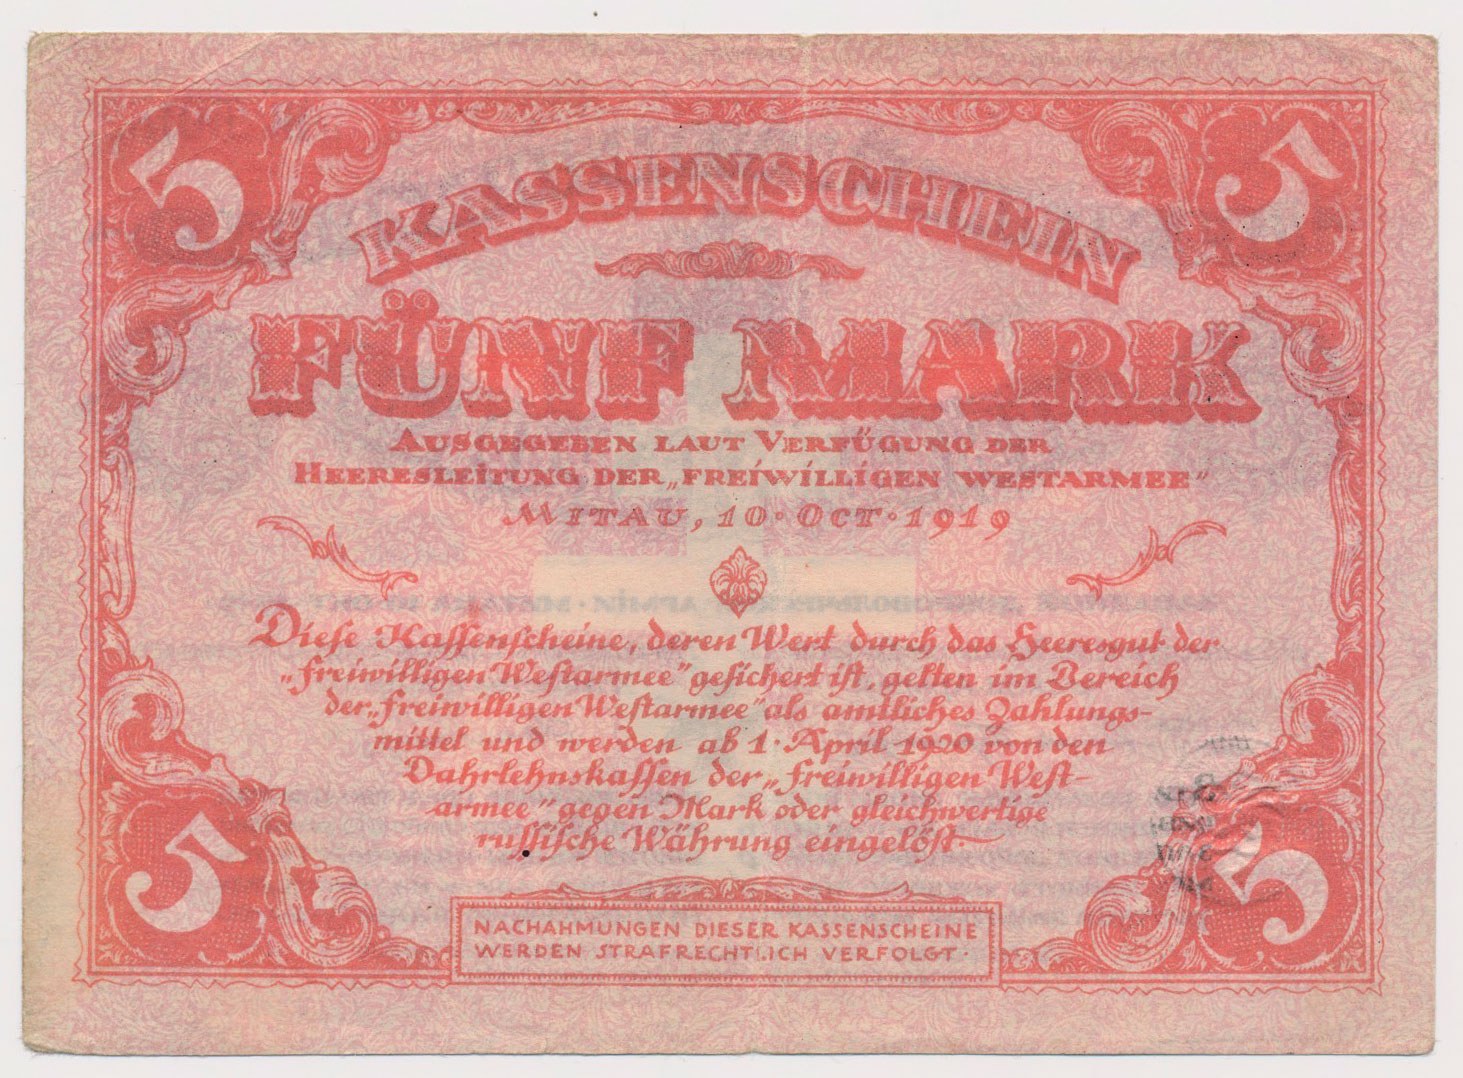 5
5
KASSENSCHEIN
FÜNF MARK
AUSGEGEBEN LAUT VERFÜGUNG DER
HEERESLEITUNG DER „FREIWILLIGEN WESTARMEE"
MITAU, 10·OCT·1919
Diese Kassenscheine, deren Wert durch das Heeresgut der
„Freiwilligen Westarmee" gesichert ist, gelten im Bereich
der „Freiwilligen Westarmee" als amtliches Zahlungs-
mittel und werden ab 1·April 1920 von den
Dahrlehnskassen der „Freiwilligen West-
armee" gegen Mark oder gleichwertige
russische Währung eingelöst.
5
5
NACHAHMUNGEN DIESER KASSENSCHEINE
WERDEN STRAFRECHTLICH VERFOLGT·